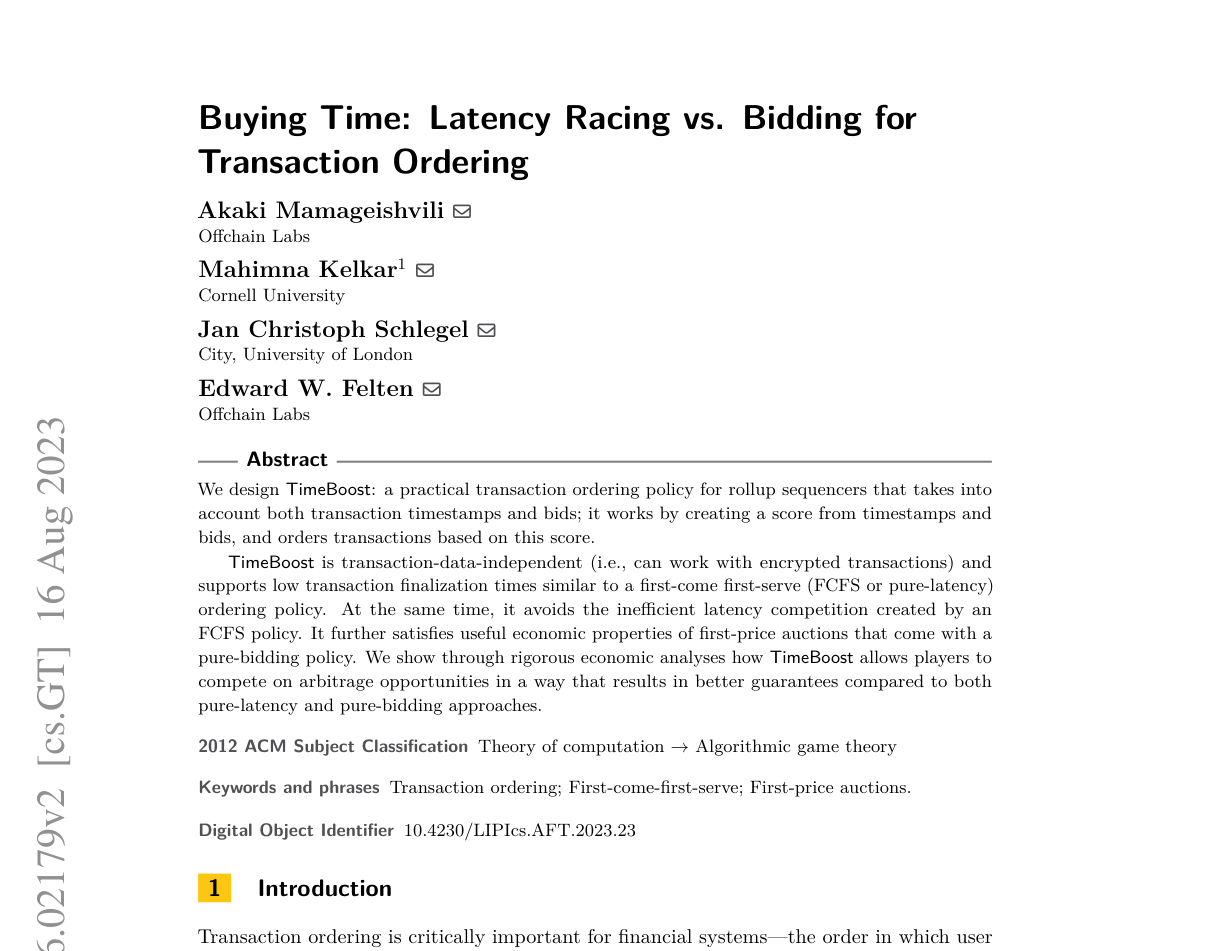 Buying Time: Latency Racing vs. Bidding for
Transaction Ordering
Akaki Mamageishvili
Offchain Labs
Mahimna Kelkar1
Cornell University
Jan Christoph Schlegel
City, University of London
Edward W. Felten
Offchain Labs
Abstract
We design TimeBoost: a practical transaction ordering policy for rollup sequencers that takes into
account both transaction timestamps and bids; it works by creating a score from timestamps and
bids, and orders transactions based on this score.
TimeBoost is transaction-data-independent (i.e., can work with encrypted transactions) and
supports low transaction finalization times similar to a first-come first-serve (FCFS or pure-latency)
ordering policy. At the same time, it avoids the inefficient latency competition created by an
FCFS policy. It further satisfies useful economic properties of first-price auctions that come with a
pure-bidding policy. We show through rigorous economic analyses how TimeBoost allows players to
compete on arbitrage opportunities in a way that results in better guarantees compared to both
pure-latency and pure-bidding approaches.
2012 ACM Subject Classification Theory of computation → Algorithmic game theory
Keywords and phrases Transaction ordering; First-come-first-serve; First-price auctions.
Digital Object Identifier 10.4230/LIPIcs.AFT.2023.23
1 Introduction
Transaction ordering is critically important for financial systems—the order in which user
6.02179v2 [cs.GT] 16 Aug 2023